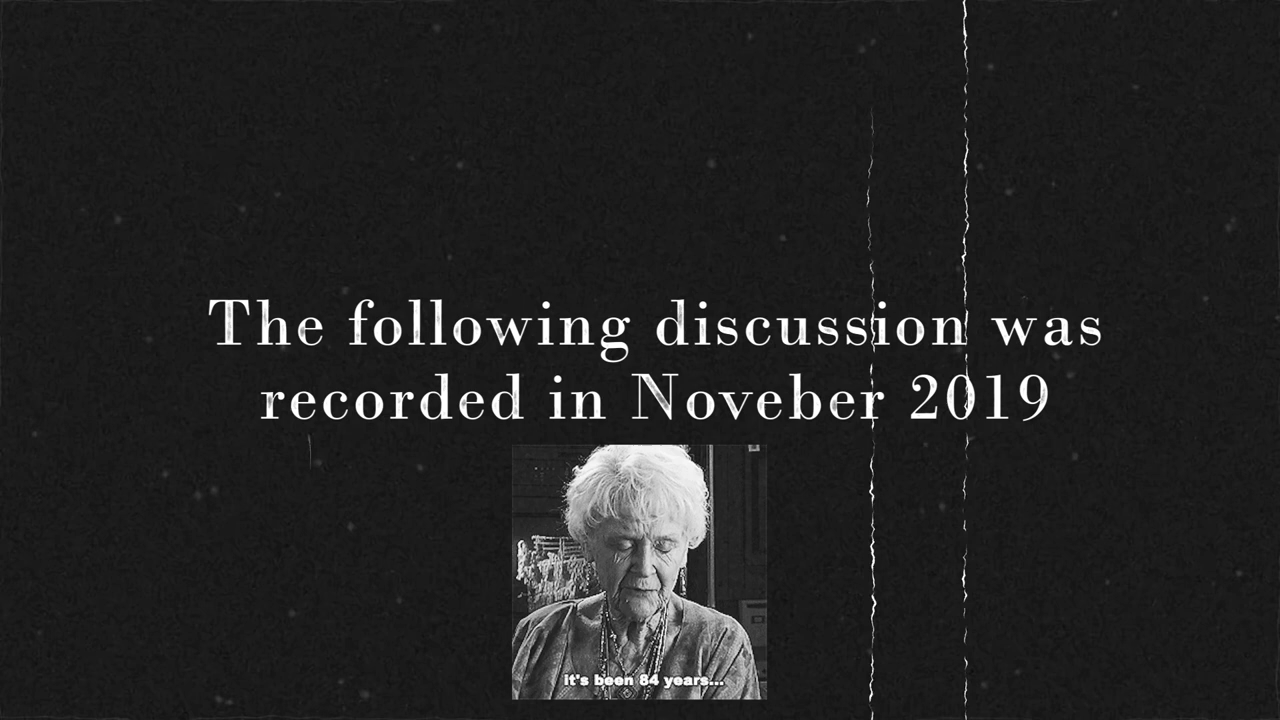 The following discussion was
recorded in Noveber 2019
It's been 84 years...